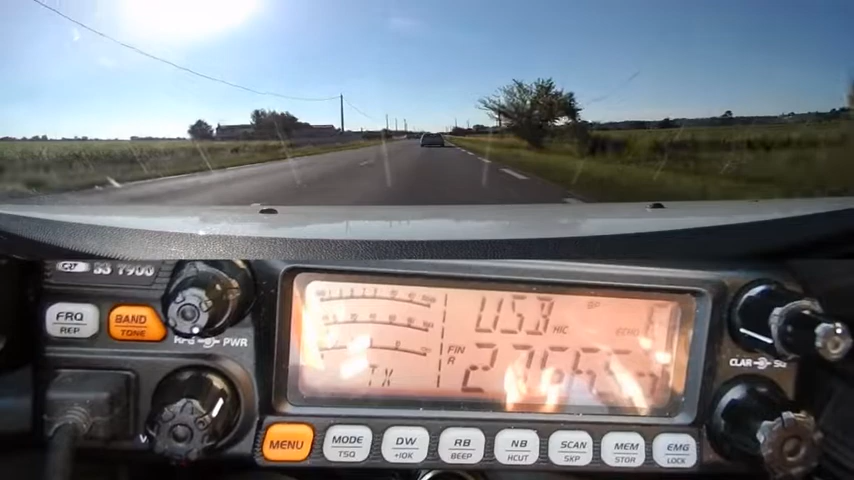 CRT SS 7900
FRQ
REP
BAND
TONE
PWR
USB
MIC
ECHO
FIN
R
TX
CLAR
SQ
MENU
MODE
TSQ
DW
+10K
RB
BEEP
NB
HCUT
SCAN
SKP
MEM
STOR
EMG
LOCK